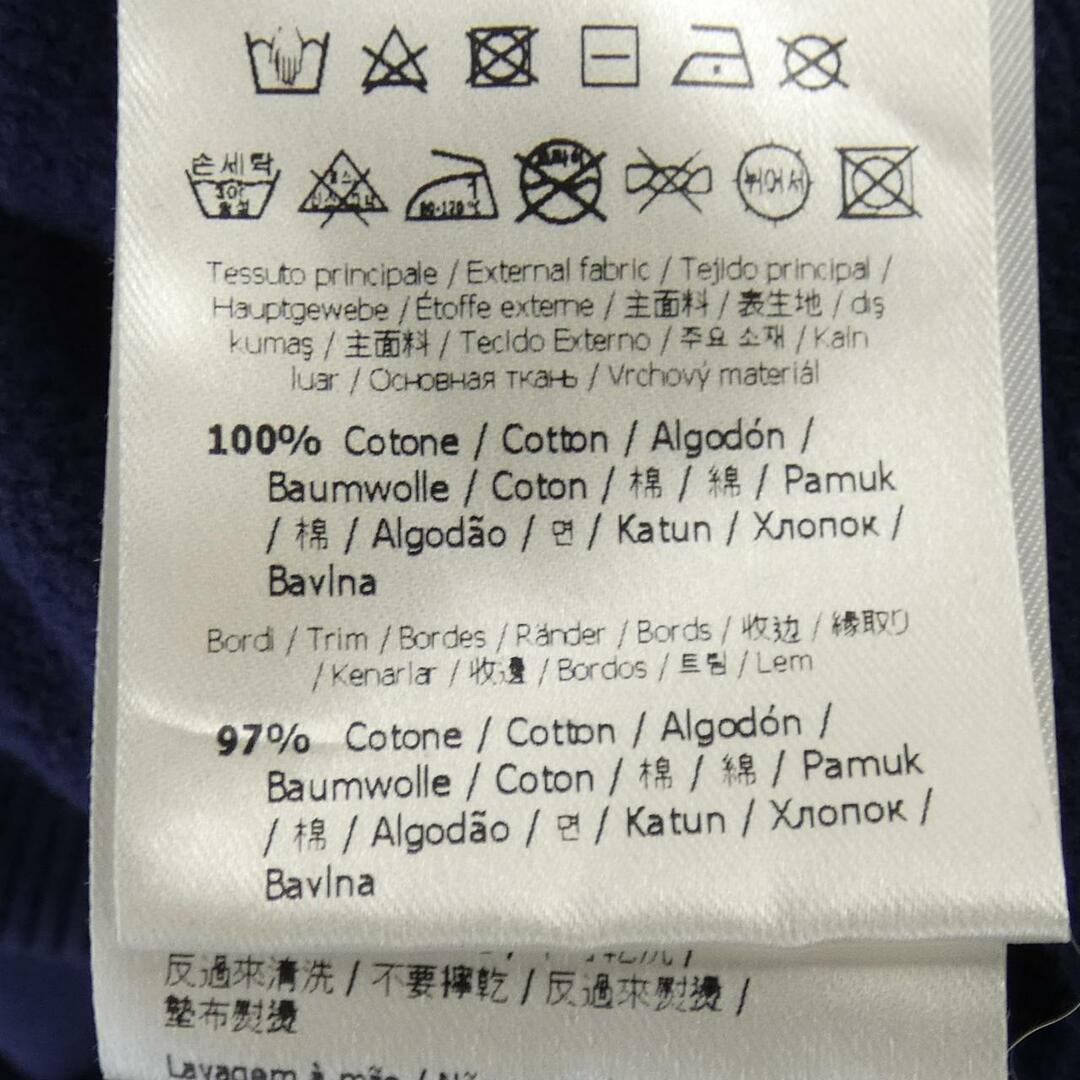 손세탁
80-120℃
뉘어서
Tessuto principale / External fabric / Tejido principal /
Hauptgewebe / Étoffe externe / 主面料 / 表生地 / dış
kumaş / 主面料 / Tecido Externo / 주요 소재 / Kain
luar / Основная ткань / Vrchový materiál
100% Cotone / Cotton / Algodón /
Baumwolle / Coton / 棉 / 綿 / Pamuk
/ 棉 / Algodão / 면 / Katun / Хлопок /
Bavlna
Bordi / Trim / Bordes / Ränder / Bords / 收边 / 縁取り
/ Kenarlar / 收邊 / Bordos / 트림 / Lem
97% Cotone / Cotton / Algodón /
Baumwolle / Coton / 棉 / 綿 / Pamuk
/ 棉 / Algodão / 면 / Katun / Хлопок /
Bavlna
反過來清洗 / 不要擰乾 / 反過來熨燙 /
墊布熨燙
Lavagem à mão /